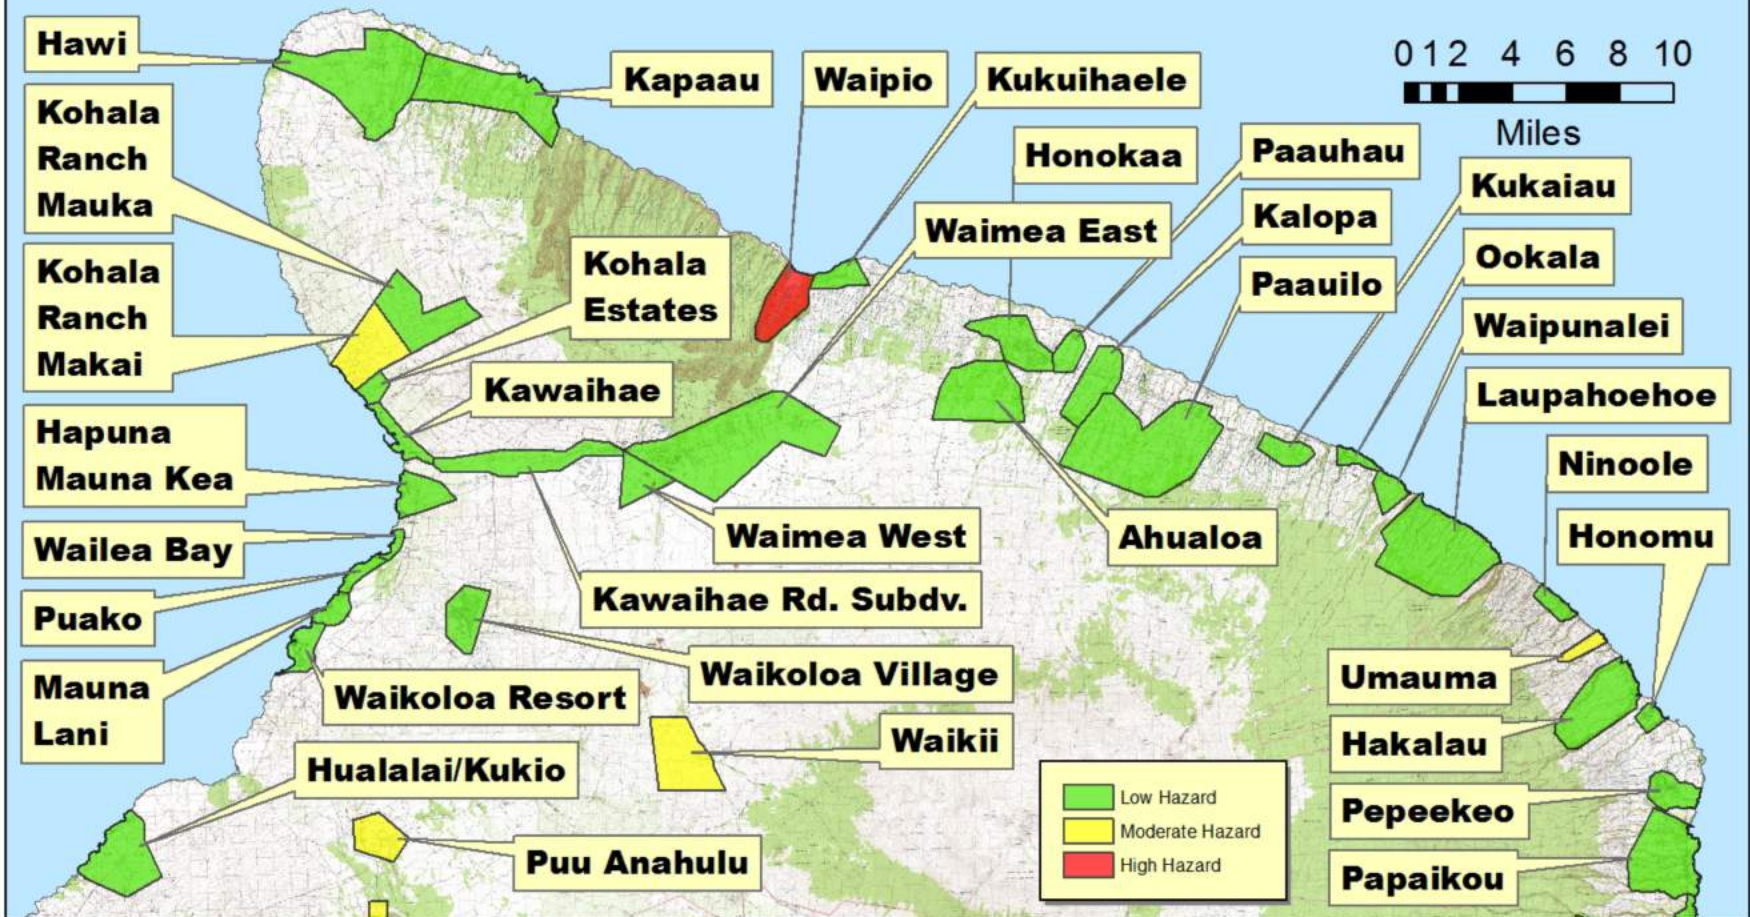 Hawi
Kapaau
Waipio
Kukuihaele
0 1 2 4 6 8 10
Miles
Kohala
Ranch
Mauka
Honokaa
Paauhau
Kukaiau
Waimea East
Kalopa
Kohala
Ranch
Makai
Kohala
Estates
Paauilo
Ookala
Waipunalei
Kawaihae
Laupahoehoe
Hapuna
Mauna Kea
Ninoole
Wailea Bay
Waimea West
Ahualoa
Honomu
Puako
Kawaihae Rd. Subdv.
Mauna
Lani
Waikoloa Resort
Waikoloa Village
Umauma
Waikii
Hakalau
Hualalai/Kukio
Low Hazard
Moderate Hazard
High Hazard
Pepeekeo
Puu Anahulu
Papaikou